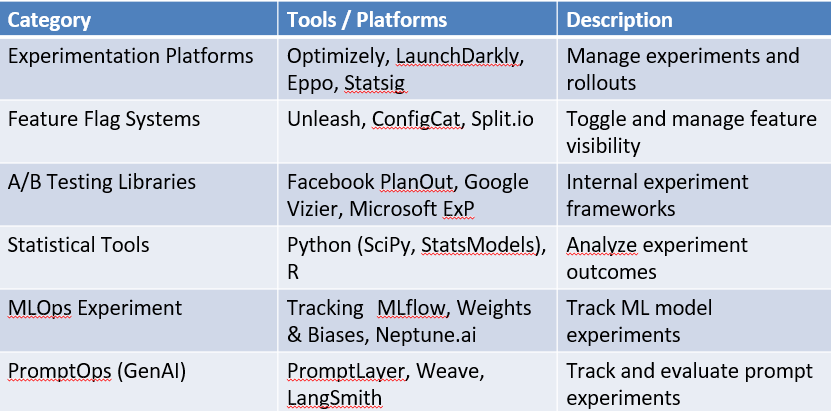 Category Tools / Platforms Description
Experimentation Platforms Optimizely, LaunchDarkly, Manage experiments and
Eppo, Statsig rollouts
Feature Flag Systems Unleash, ConfigCat, Split.io Toggle and manage feature
visibility
A/B Testing Libraries Facebook PlanOut, Google Internal experiment
Vizier, Microsoft ExP frameworks
Statistical Tools Python (SciPy, StatsModels), Analyze experiment
R outcomes
MLOps Experiment Tracking MLflow, Weights Track ML model
& Biases, Neptune.ai experiments
PromptOps (GenAI) PromptLayer, Weave, Track and evaluate prompt
LangSmith experiments